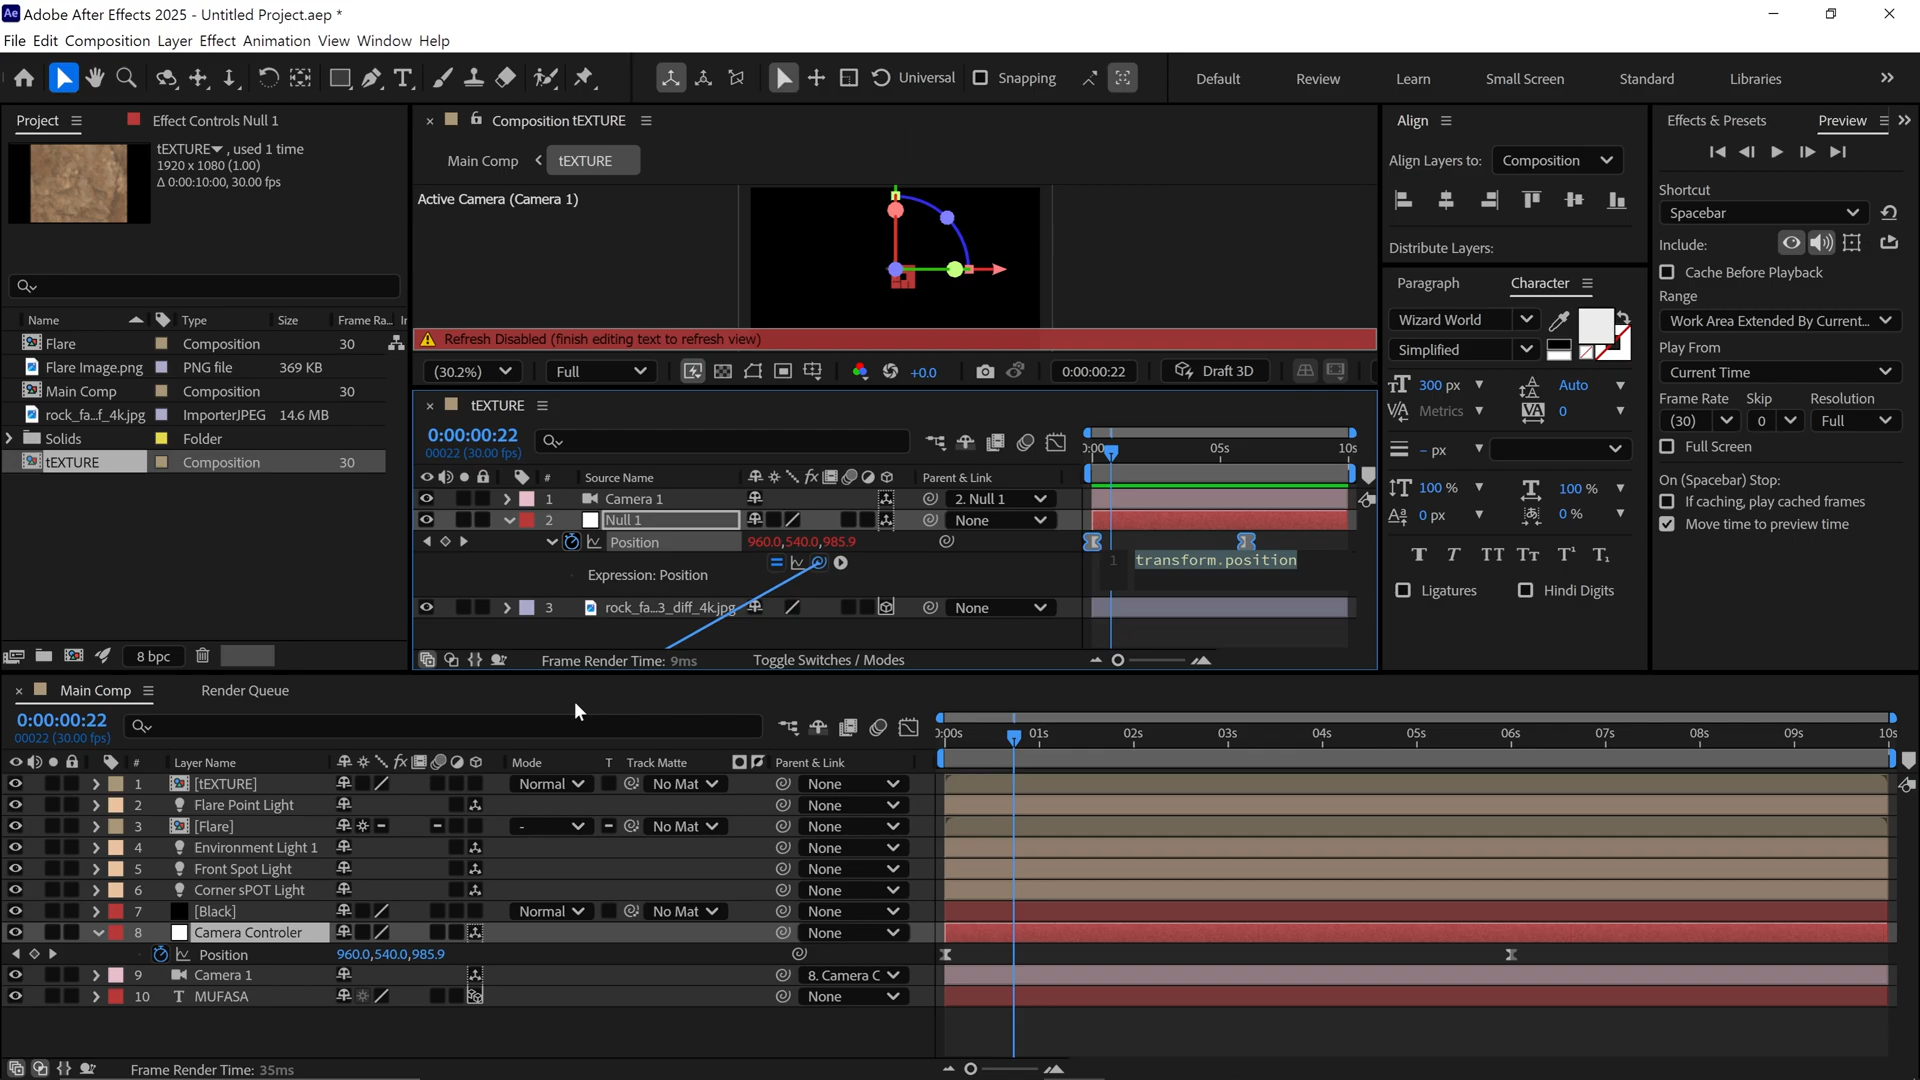 Adobe After Effects 2025 - Untitled Project.aep *
File Edit Composition Layer Effect Animation View Window Help
Universal
Snapping
Default
Review
Learn
Small Screen
Standard
Libraries
Project
Effect Controls Null 1
tEXTURE , used 1 time
1920 x 1080 (1.00)
Δ 0:00:10:00, 30.00 fps
Name Type Size Frame Ra...
Flare Composition 30
Flare Image.png PNG file 369 KB
Main Comp Composition 30
rock_fa...f_4k.jpg ImporterJPEG 14.6 MB
Solids Folder
tEXTURE Composition 30
8 bpc
Composition tEXTURE
Main Comp tEXTURE
Active Camera (Camera 1)
Refresh Disabled (finish editing text to refresh view)
(30.2%) Full +0.0 0:00:00:22 Draft 3D
tEXTURE
0:00:00:22
00022 (30.00 fps)
05s 10s
# Source Name Parent & Link
1 Camera 1 2. Null 1
2 Null 1 None
Position 960.0,540.0,985.9
1 transform.position
Expression: Position
3 rock_fa...3_diff_4k.jpg None
Frame Render Time: 9ms
Toggle Switches / Modes
Align
Align Layers to: Composition
Distribute Layers:
Paragraph Character
Wizard World
Simplified
300 px Auto
Metrics 0
– px
100 % 100 %
0 px 0 %
Ligatures Hindi Digits
Effects & Presets Preview
Shortcut
Spacebar
Include:
Cache Before Playback
Range
Work Area Extended By Current...
Play From
Current Time
Frame Rate Skip Resolution
(30) 0 Full
Full Screen
On (Spacebar) Stop:
If caching, play cached frames
Move time to preview time
Main Comp
Render Queue
0:00:00:22
00022 (30.00 fps)
01s 02s 03s 04s 05s 06s 07s 08s 09s 10s
# Layer Name Mode T Track Matte Parent & Link
1 [tEXTURE] Normal No Mat None
2 Flare Point Light None
3 [Flare] - No Mat None
4 Environment Light 1 None
5 Front Spot Light None
6 Corner sPOT Light None
7 [Black] Normal No Mat None
8 Camera Controler None
Position 960.0,540.0,985.9
9 Camera 1 8. Camera C
10 T MUFASA None
Frame Render Time: 35ms